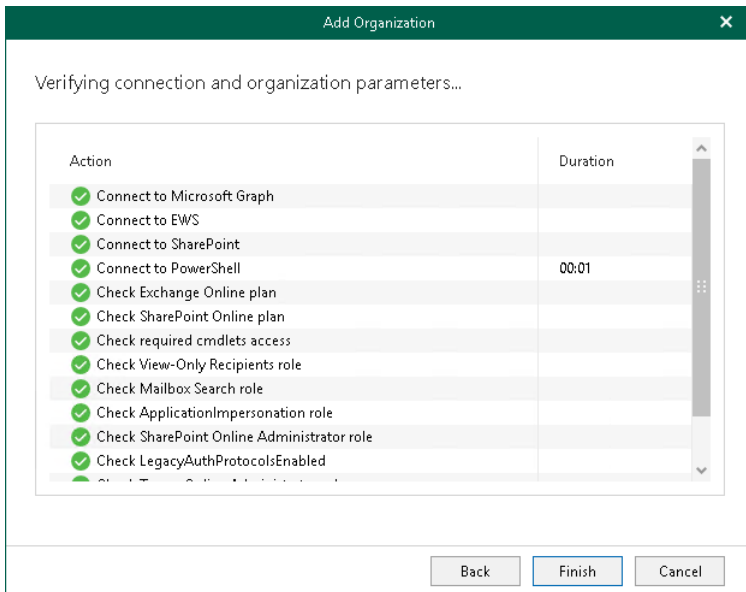 Add Organization
Verifying connection and organization parameters...
Action Duration
Connect to Microsoft Graph
Connect to EWS
Connect to SharePoint
Connect to PowerShell 00:01
Check Exchange Online plan
Check SharePoint Online plan
Check required cmdlets access
Check View-Only Recipients role
Check Mailbox Search role
Check ApplicationImpersonation role
Check SharePoint Online Administrator role
Check LegacyAuthProtocolsEnabled
Back Finish Cancel